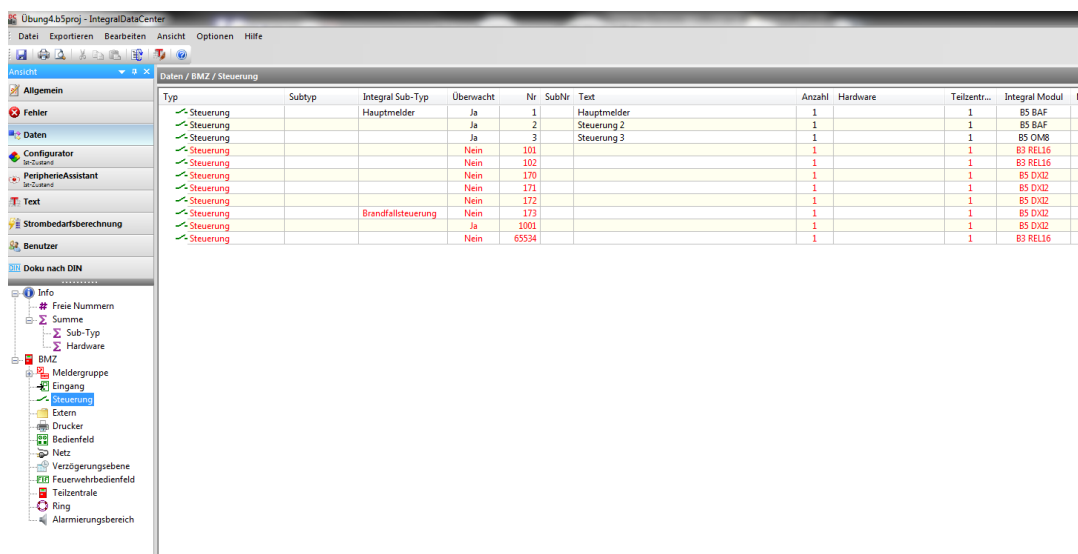 Übung4.b5proj - IntegralDataCenter
Datei Exportieren Bearbeiten Ansicht Optionen Hilfe
Ansicht
Allgemein
Fehler
Daten
Configurator
Ist-Zustand
PeripherieAssistant
Ist-Zustand
Text
Strombedarfsberechnung
Benutzer
DIN Doku nach DIN
Info
# Freie Nummern
Summe
Sub-Typ
Hardware
BMZ
Meldergruppe
Eingang
Steuerung
Extern
Drucker
Bedienfeld
Netz
Verzögerungsebene
Feuerwehrbedienfeld
Teilzentrale
Ring
Alarmierungsbereich
Daten / BMZ / Steuerung
Typ Subtyp Integral Sub-Typ Überwacht Nr SubNr Text Anzahl Hardware Teilzentr... Integral Modul
Steuerung Hauptmelder Ja 1 Hauptmelder 1 1 B5 BAF
Steuerung Ja 2 Steuerung 2 1 1 B5 BAF
Steuerung Ja 3 Steuerung 3 1 1 B5 OM8
Steuerung Nein 101 1 1 B3 REL16
Steuerung Nein 102 1 1 B3 REL16
Steuerung Nein 170 1 1 B5 DXI2
Steuerung Nein 171 1 1 B5 DXI2
Steuerung Nein 172 1 1 B5 DXI2
Steuerung Brandfallsteuerung Nein 173 1 1 B5 DXI2
Steuerung Ja 1001 1 1 B5 DXI2
Steuerung Nein 65534 1 1 B3 REL16